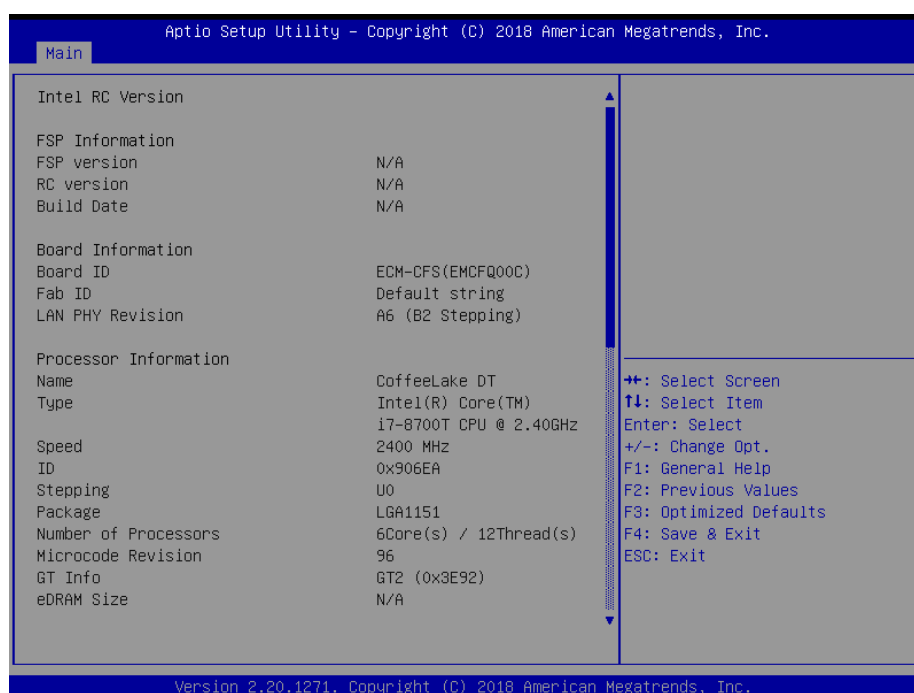 Aptio Setup Utility – Copyright (C) 2018 American Megatrends, Inc.
Main
Intel RC Version
FSP Information
FSP version N/A
RC version N/A
Build Date N/A
Board Information
Board ID ECM-CFS(EMCFQ00C)
Fab ID Default string
LAN PHY Revision A6 (B2 Stepping)
Processor Information
Name CoffeeLake DT
Type Intel(R) Core(TM)
i7-8700T CPU @ 2.40GHz
Speed 2400 MHz
ID 0x906EA
Stepping U0
Package LGA1151
Number of Processors 6Core(s) / 12Thread(s)
Microcode Revision 96
GT Info GT2 (0x3E92)
eDRAM Size N/A
→←: Select Screen
↑↓: Select Item
Enter: Select
+/-: Change Opt.
F1: General Help
F2: Previous Values
F3: Optimized Defaults
F4: Save & Exit
ESC: Exit
Version 2.20.1271. Copyright (C) 2018 American Megatrends, Inc.